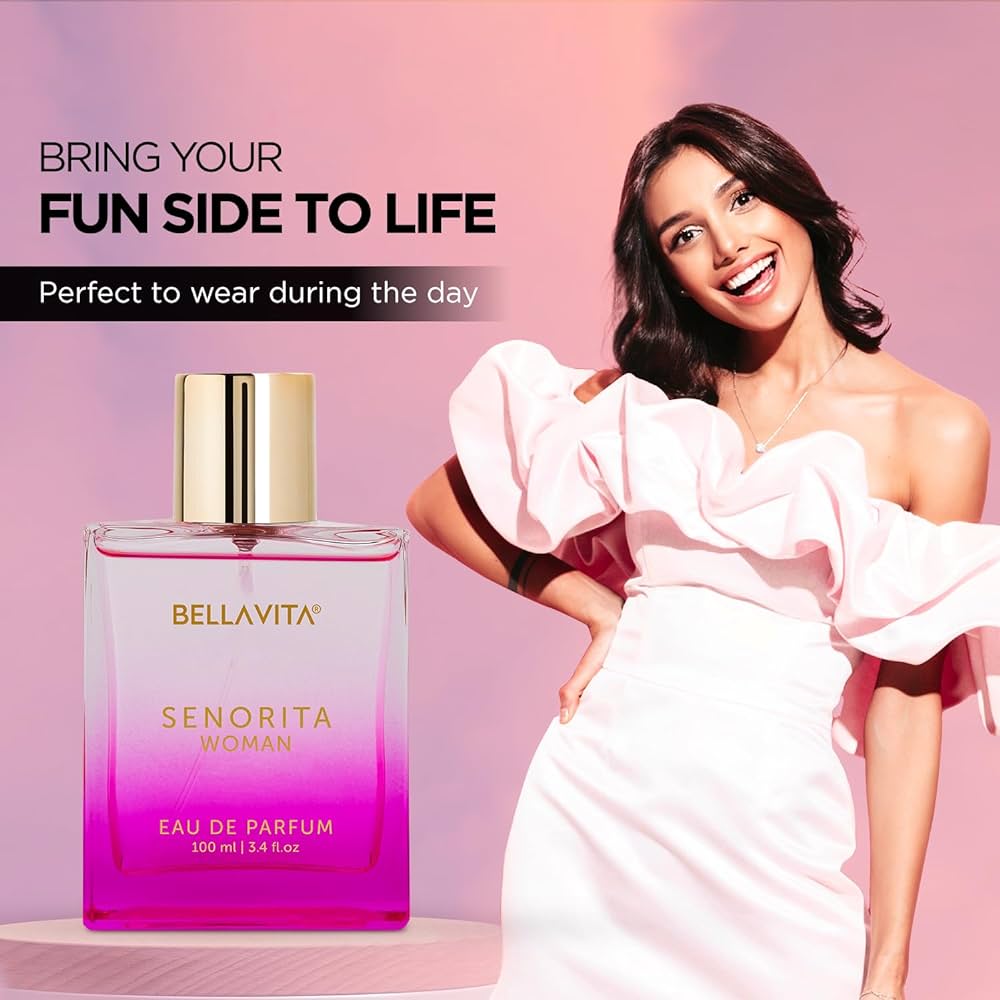 BRING YOUR
FUN SIDE TO LIFE
Perfect to wear during the day
BELLAVITA®
SENORITA
WOMAN
EAU DE PARFUM
100 ml | 3.4 fl.oz